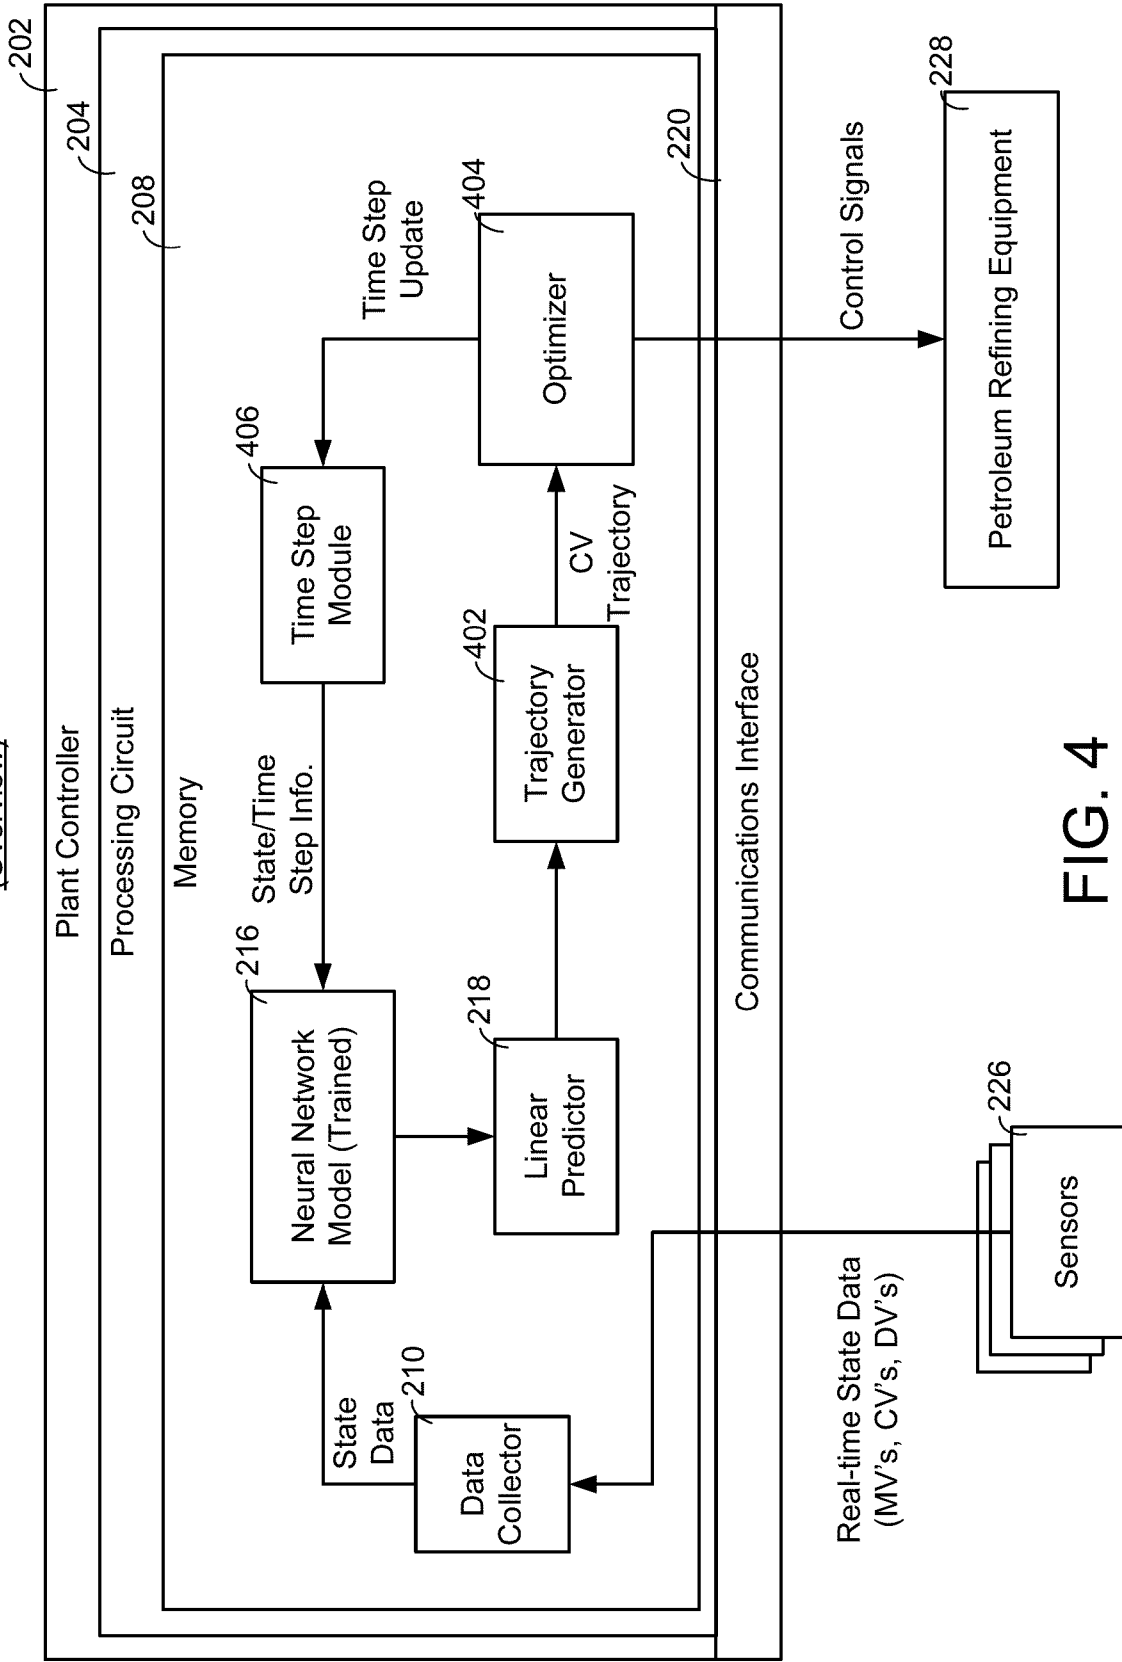 Plant Controller
202
Processing Circuit
204
Memory
208
Neural Network
Model (Trained)
216
State/Time
Step Info.
Time Step
Module
406
Time Step
Update
State
Data
Data
Collector
210
Linear
Predictor
218
Trajectory
Generator
402
CV
Trajectory
Optimizer
404
220
Communications Interface
Real-time State Data
(MV's, CV's, DV's)
Control Signals
Sensors
226
Petroleum Refining Equipment
228
FIG. 4